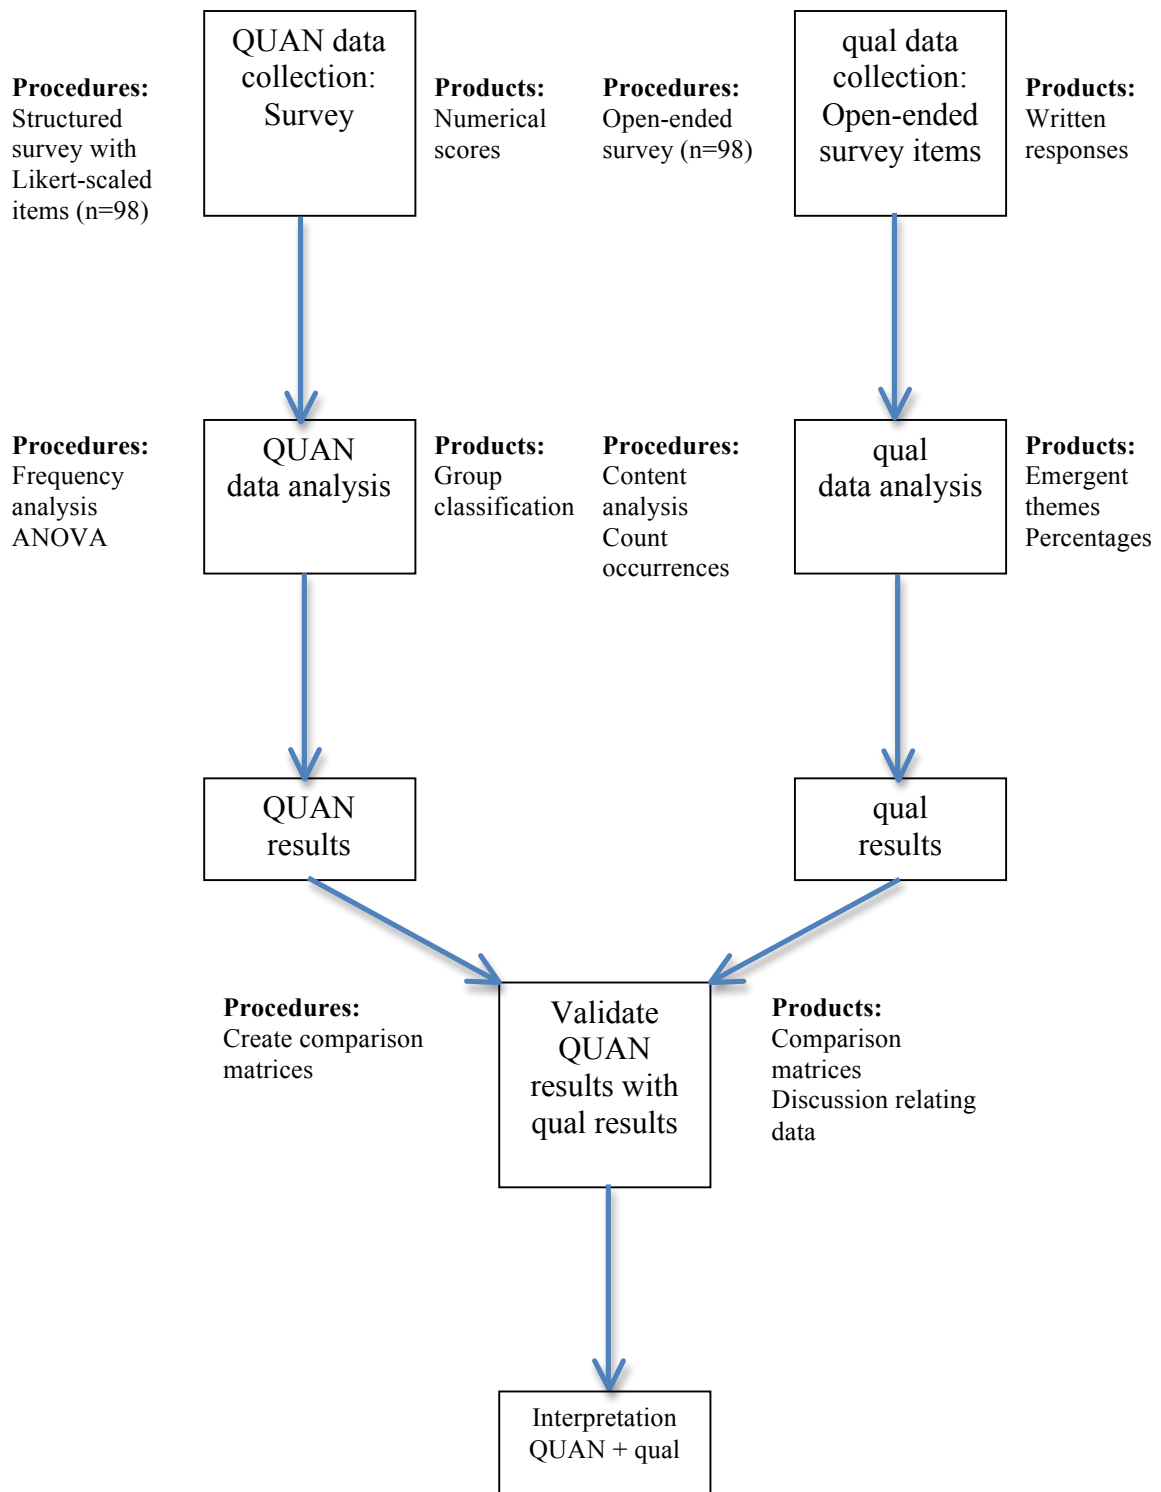 Procedures:
Structured
survey with
Likert-scaled
items (n=98)
QUAN data
collection:
Survey
Products:
Numerical
scores
Procedures:
Open-ended
survey (n=98)
qual data
collection:
Open-ended
survey items
Products:
Written
responses
Procedures:
Frequency
analysis
ANOVA
QUAN
data analysis
Products:
Group
classification
Procedures:
Content
analysis
Count
occurrences
qual
data analysis
Products:
Emergent
themes
Percentages
QUAN
results
qual
results
Procedures:
Create comparison
matrices
Validate
QUAN
results with
qual results
Products:
Comparison
matrices
Discussion relating
data
Interpretation
QUAN + qual